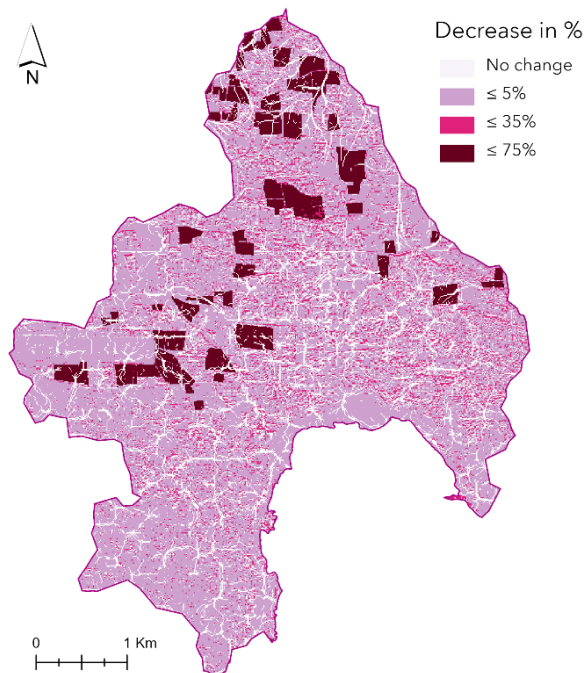 Decrease in %
No change
≤ 5%
≤ 35%
≤ 75%
N
0 1 Km